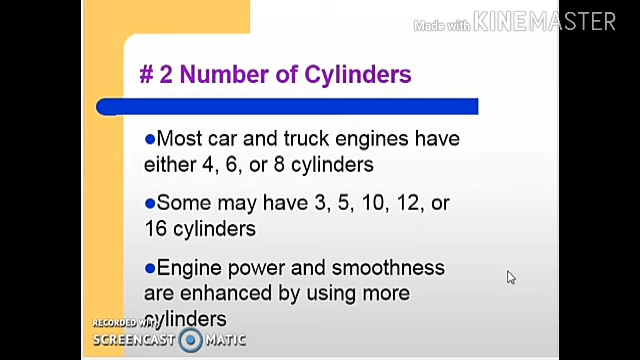 Made with KINEMASTER
# 2 Number of Cylinders
●Most car and truck engines have
either 4, 6, or 8 cylinders
●Some may have 3, 5, 10, 12, or
16 cylinders
●Engine power and smoothness
are enhanced by using more
cylinders
RECORDED WITH
SCREENCAST MATIC